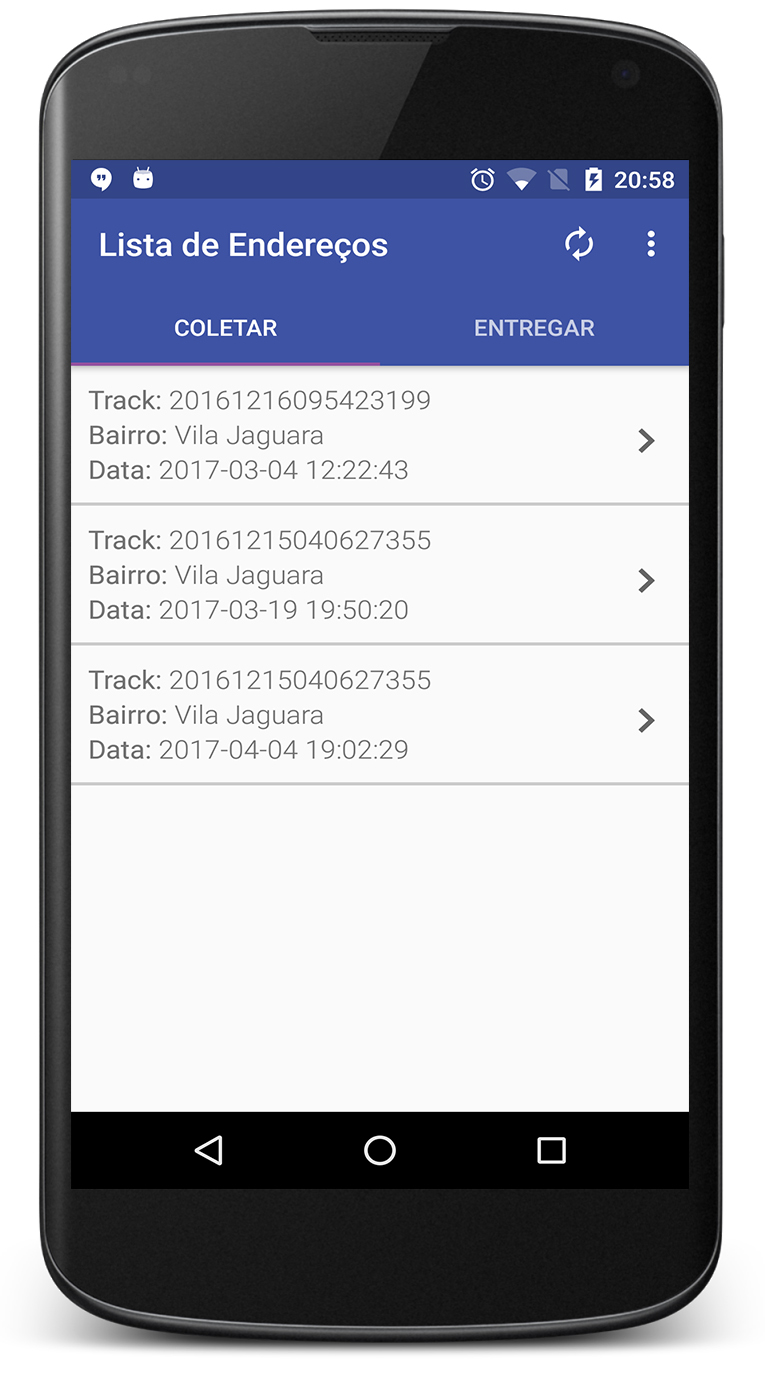 20:58
Lista de Endereços
COLETAR ENTREGAR
Track: 20161216095423199
Bairro: Vila Jaguara
Data: 2017-03-04 12:22:43
Track: 20161215040627355
Bairro: Vila Jaguara
Data: 2017-03-19 19:50:20
Track: 20161215040627355
Bairro: Vila Jaguara
Data: 2017-04-04 19:02:29